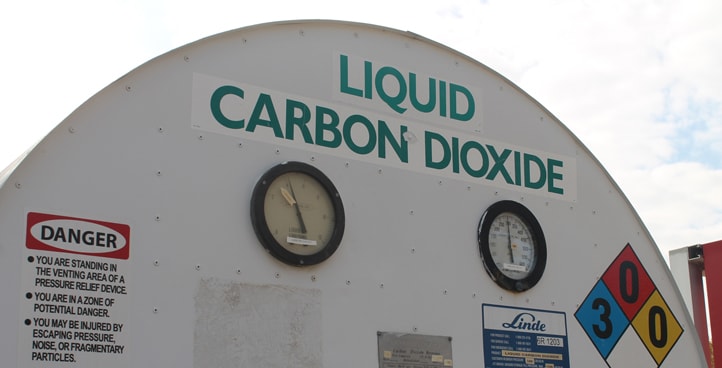 LIQUID
CARBON DIOXIDE
DANGER
● YOU ARE STANDING IN
THE VENTING AREA OF A
PRESSURE RELIEF DEVICE.
● YOU ARE IN A ZONE OF
POTENTIAL DANGER.
● YOU MAY BE INJURED BY
ESCAPING PRESSURE,
NOISE, OR FRAGMENTARY
PARTICLES.
Linde
0
3
0